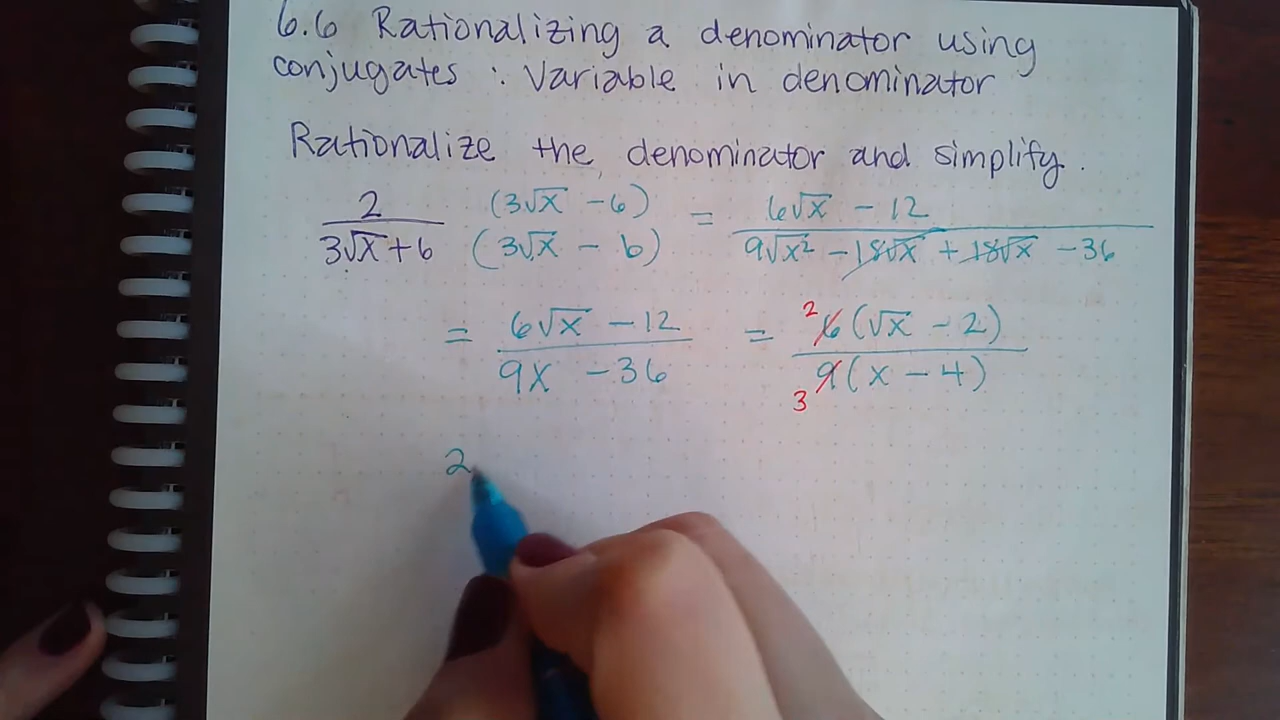 6.6 Rationalizing a denominator using
conjugates : Variable in denominator
Rationalize the denominator and simplify.
2 (3√x - 6) = 6√x - 12
3√x + 6 (3√x - 6) 9√x² - 18√x + 18√x - 36
= 6√x - 12 = 2 6(√x - 2)
9x - 36 9(x - 4)
3
2